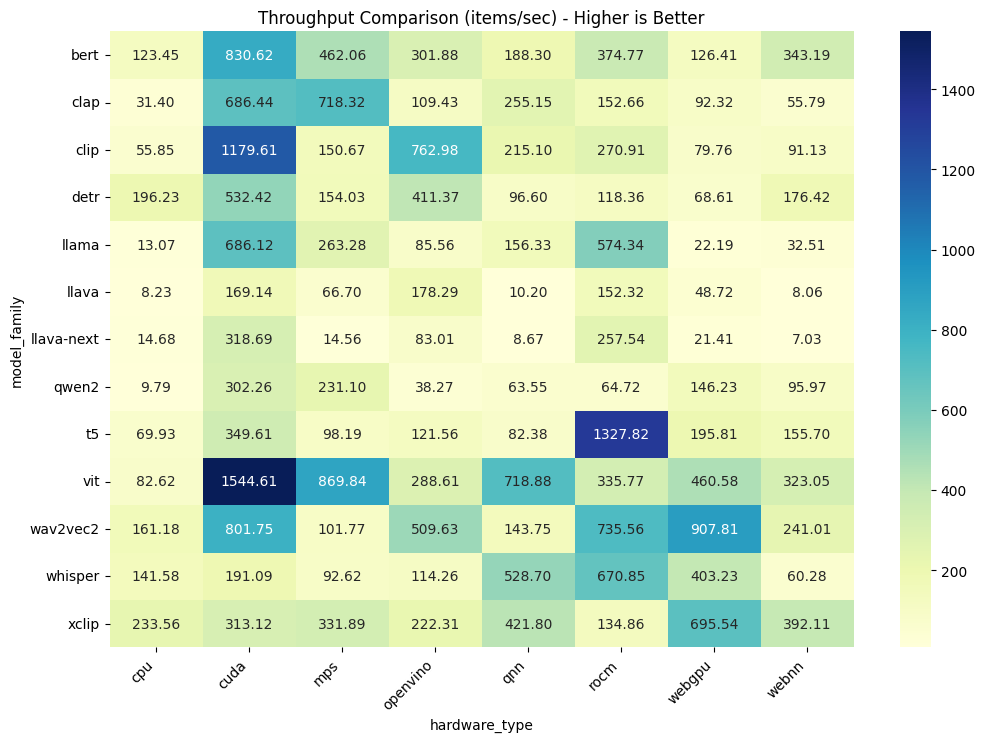 Throughput Comparison (items/sec) - Higher is Better
model_family
bert 123.45 830.62 462.06 301.88 188.30 374.77 126.41 343.19
clap 31.40 686.44 718.32 109.43 255.15 152.66 92.32 55.79
clip 55.85 1179.61 150.67 762.98 215.10 270.91 79.76 91.13
detr 196.23 532.42 154.03 411.37 96.60 118.36 68.61 176.42
llama 13.07 686.12 263.28 85.56 156.33 574.34 22.19 32.51
llava 8.23 169.14 66.70 178.29 10.20 152.32 48.72 8.06
llava-next 14.68 318.69 14.56 83.01 8.67 257.54 21.41 7.03
qwen2 9.79 302.26 231.10 38.27 63.55 64.72 146.23 95.97
t5 69.93 349.61 98.19 121.56 82.38 1327.82 195.81 155.70
vit 82.62 1544.61 869.84 288.61 718.88 335.77 460.58 323.05
wav2vec2 161.18 801.75 101.77 509.63 143.75 735.56 907.81 241.01
whisper 141.58 191.09 92.62 114.26 528.70 670.85 403.23 60.28
xclip 233.56 313.12 331.89 222.31 421.80 134.86 695.54 392.11
cpu cuda mps openvino qnn rocm webgpu webnn
hardware_type
1400
1200
1000
800
600
400
200